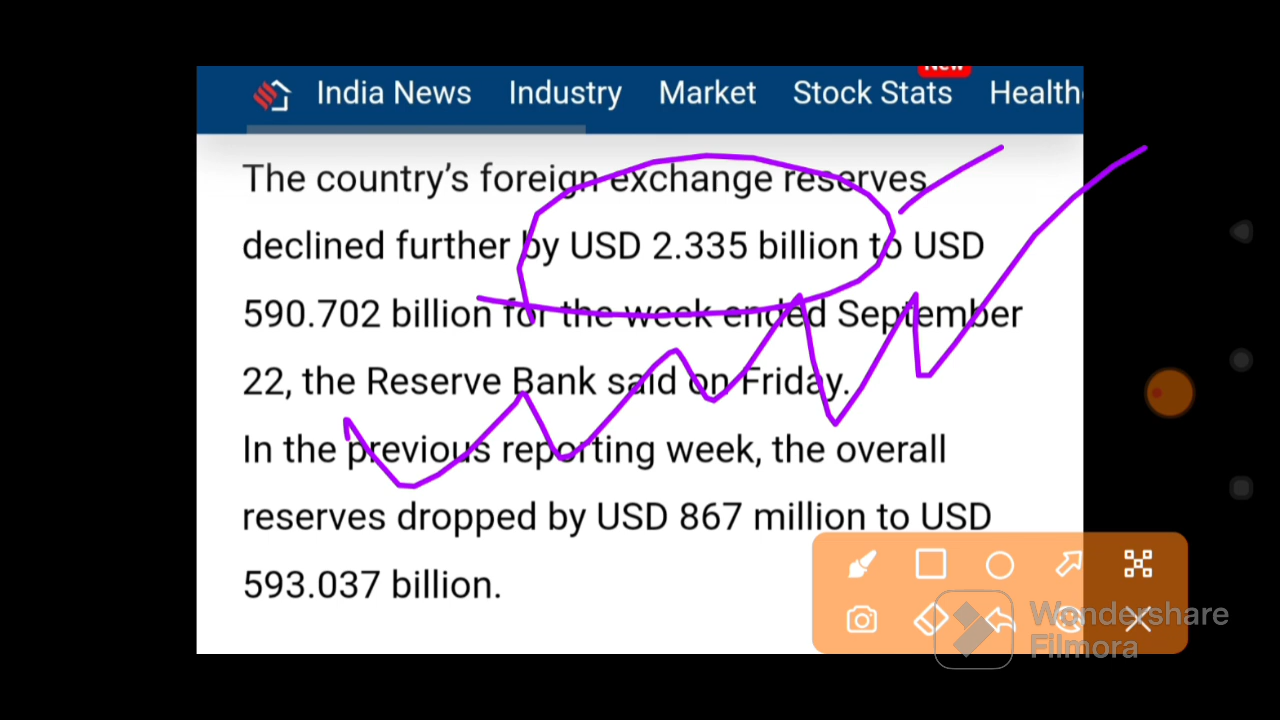 New
India News Industry Market Stock Stats Healthc
The country's foreign exchange reserves
declined further by USD 2.335 billion to USD
590.702 billion for the week ended September
22, the Reserve Bank said on Friday.
In the previous reporting week, the overall
reserves dropped by USD 867 million to USD
593.037 billion.
Wondershare
Filmora